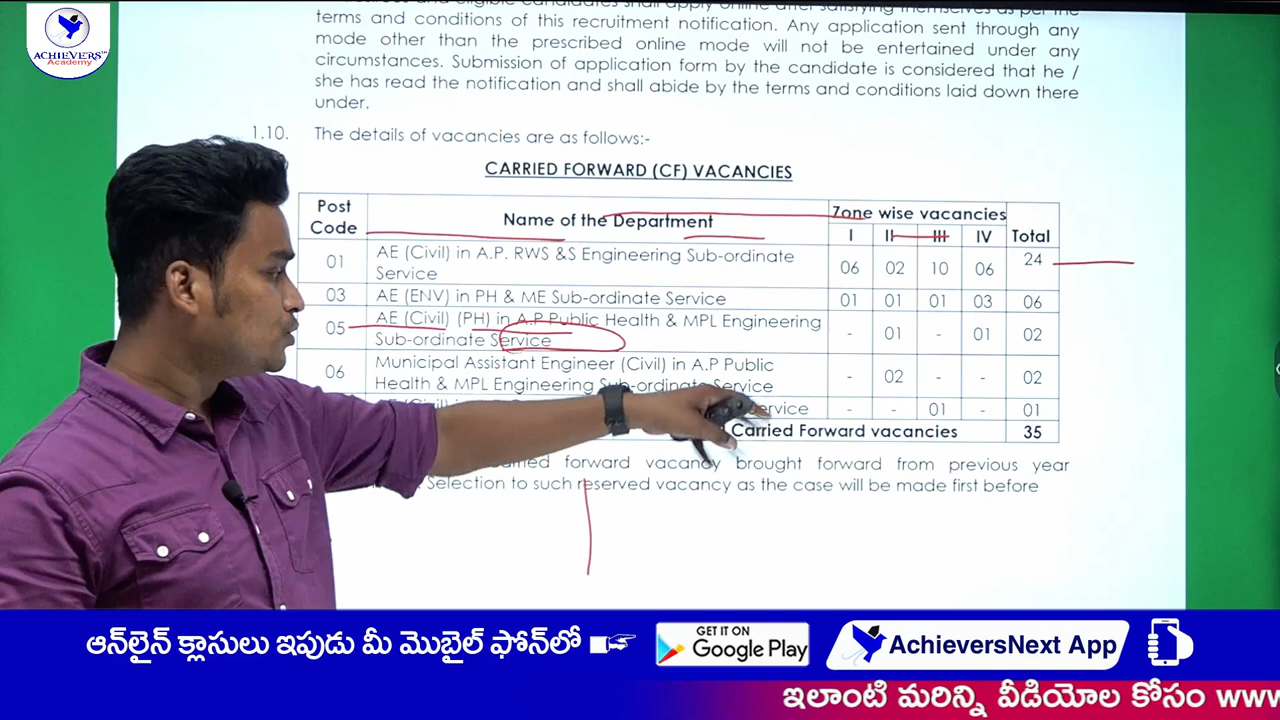 ACHIEVERS
Academy
terms and conditions of this recruitment notification. Any application sent through any
mode other than the prescribed online mode will not be entertained under any
circumstances. Submission of application form by the candidate is considered that he /
she has read the notification and shall abide by the terms and conditions laid down there
under.
1.10. The details of vacancies are as follows:-
CARRIED FORWARD (CF) VACANCIES
Post Code Name of the Department Zone wise vacancies Total
I II III IV
01 AE (Civil) in A.P. RWS &S Engineering Sub-ordinate Service 06 02 10 06 24
03 AE (ENV) in PH & ME Sub-ordinate Service 01 01 01 03 06
05 AE (Civil) (PH) in A.P Public Health & MPL Engineering Sub-ordinate Service - 01 - 01 02
06 Municipal Assistant Engineer (Civil) in A.P Public Health & MPL Engineering Sub-ordinate Service - 02 - - 02
Service - - 01 - 01
Carried Forward vacancies 35
forward vacancy brought forward from previous year
Selection to such reserved vacancy as the case will be made first before
ఆన్‌లైన్ క్లాసులు ఇపుడు మీ మొబైల్ ఫోన్‌లో
GET IT ON
Google Play
AchieversNext App
ఇలాంటి మరిన్ని వీడియోల కోసం www